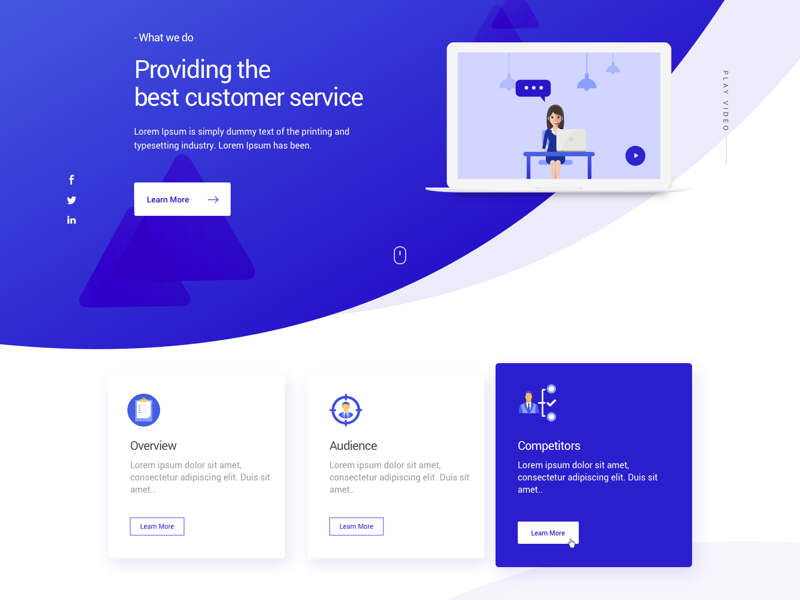 - What we do
Providing the
best customer service
Lorem Ipsum is simply dummy text of the printing and
typesetting industry. Lorem Ipsum has been.
Learn More
PLAY VIDEO
Overview
Lorem ipsum dolor sit amet,
consectetur adipiscing elit. Duis sit
amet..
Learn More
Audience
Lorem ipsum dolor sit amet,
consectetur adipiscing elit. Duis sit
amet..
Learn More
Competitors
Lorem ipsum dolor sit amet,
consectetur adipiscing elit. Duis sit
amet..
Learn More